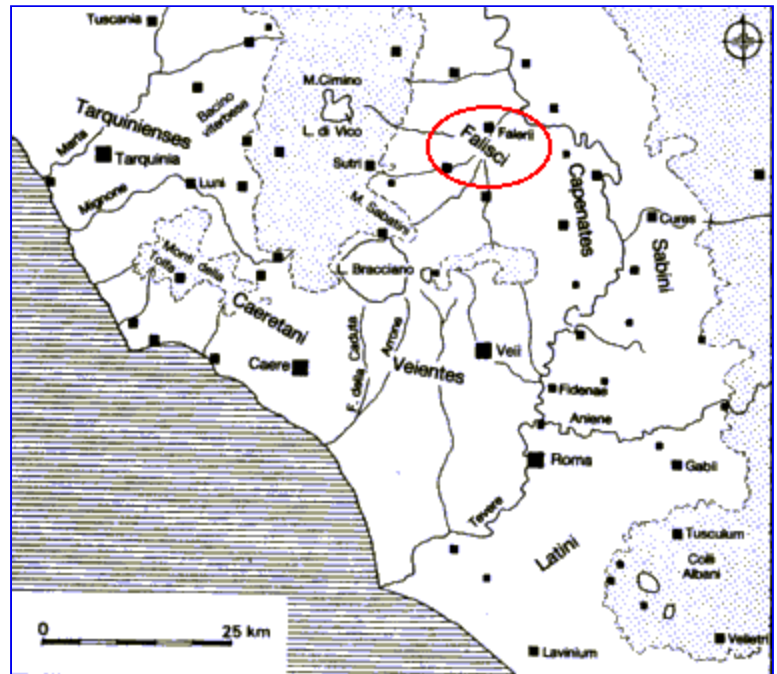 Tuscania
M.Cimino
Bacino
viterbese
Tarquinienses
L. di Vico
Falerii
Falisci
Marta
Tarquinia
Sutri
Capenates
Luni
Mignone
M. Sabatini
Cures
Sabini
Monti della
Tolfa
L. Bracciano
Caeretani
Caere
F. della Caduta
Arrone
Veientes
Veii
Fidenae
Aniene
Roma
Gabii
Tevere
Latini
Tusculum
Colli
Albani
0 25 km
Lavinium
Velletri